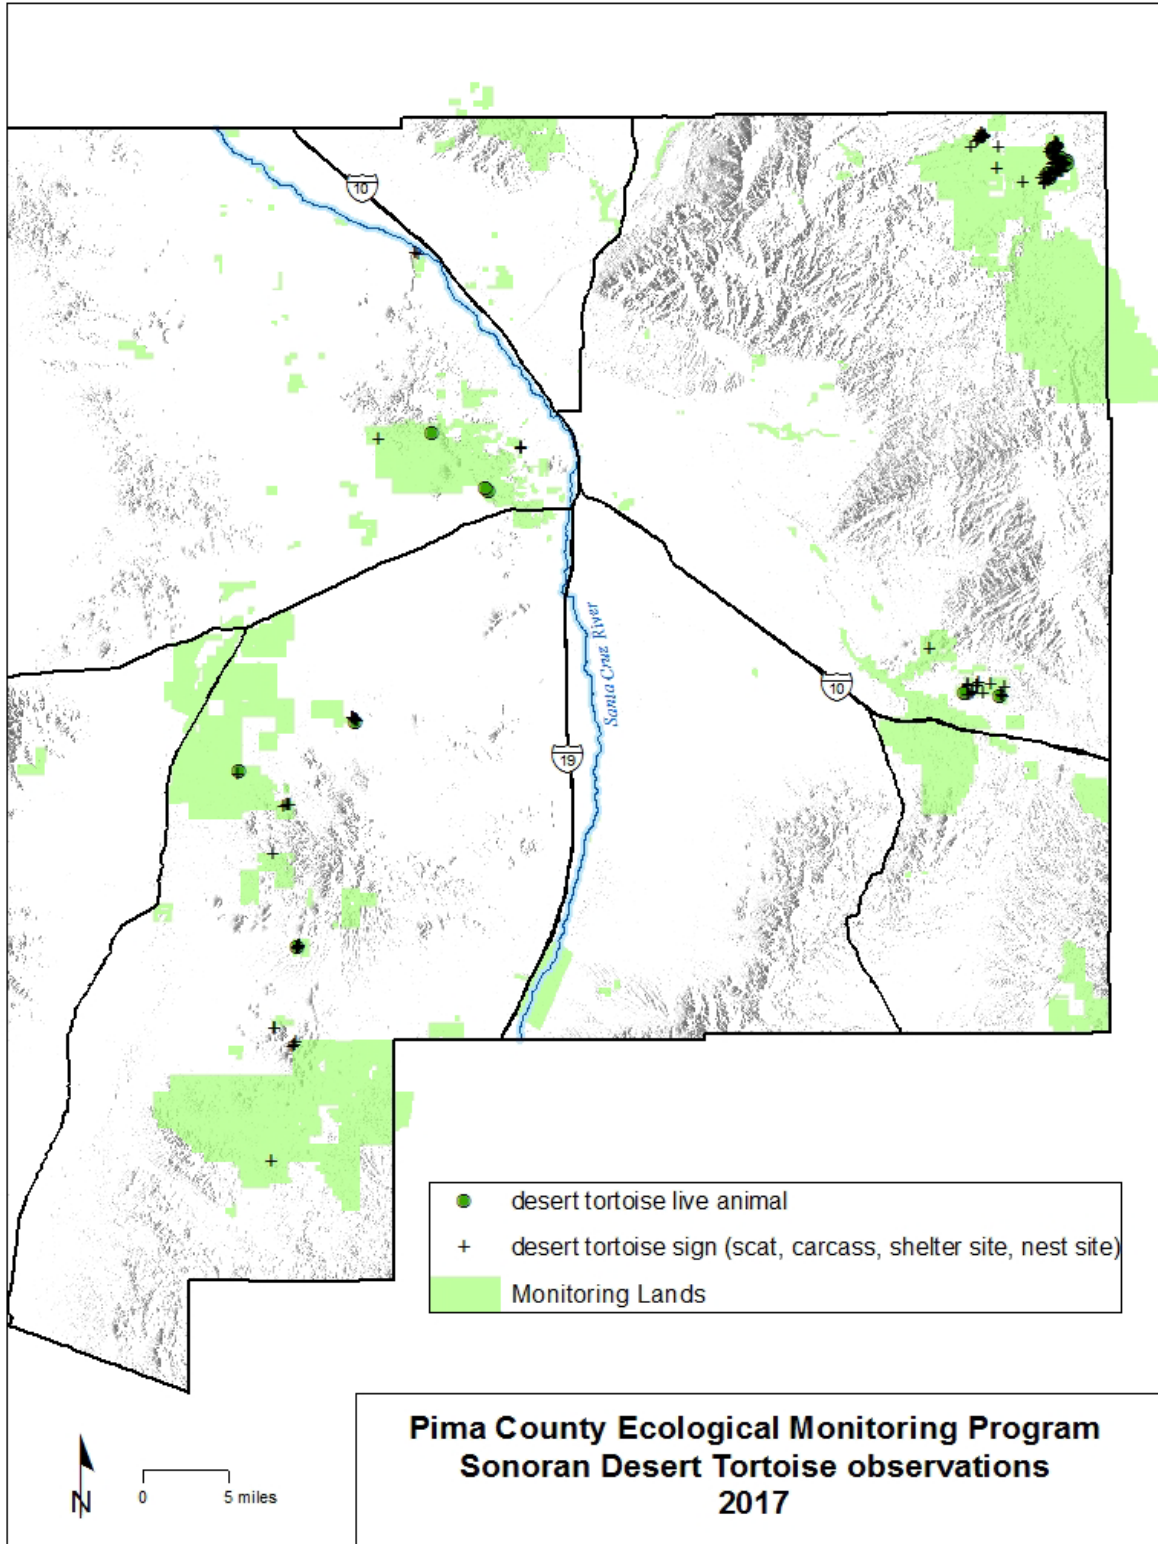 10
Santa Cruz River
10
19
desert tortoise live animal
desert tortoise sign (scat, carcass, shelter site, nest site)
Monitoring Lands
Pima County Ecological Monitoring Program
Sonoran Desert Tortoise observations
2017
N
0 5 miles